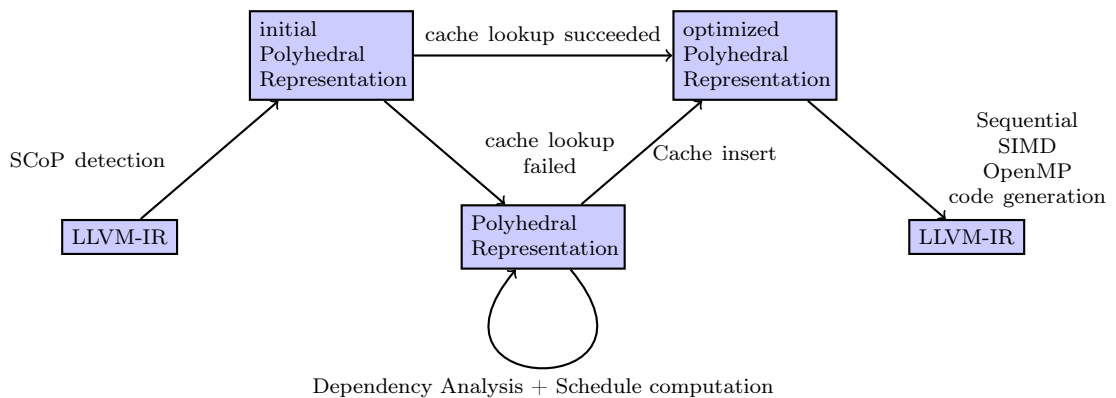 initial
Polyhedral
Representation
cache lookup succeeded
optimized
Polyhedral
Representation
SCoP detection
cache lookup
failed
Cache insert
Sequential
SIMD
OpenMP
code generation
LLVM-IR
Polyhedral
Representation
LLVM-IR
Dependency Analysis + Schedule computation